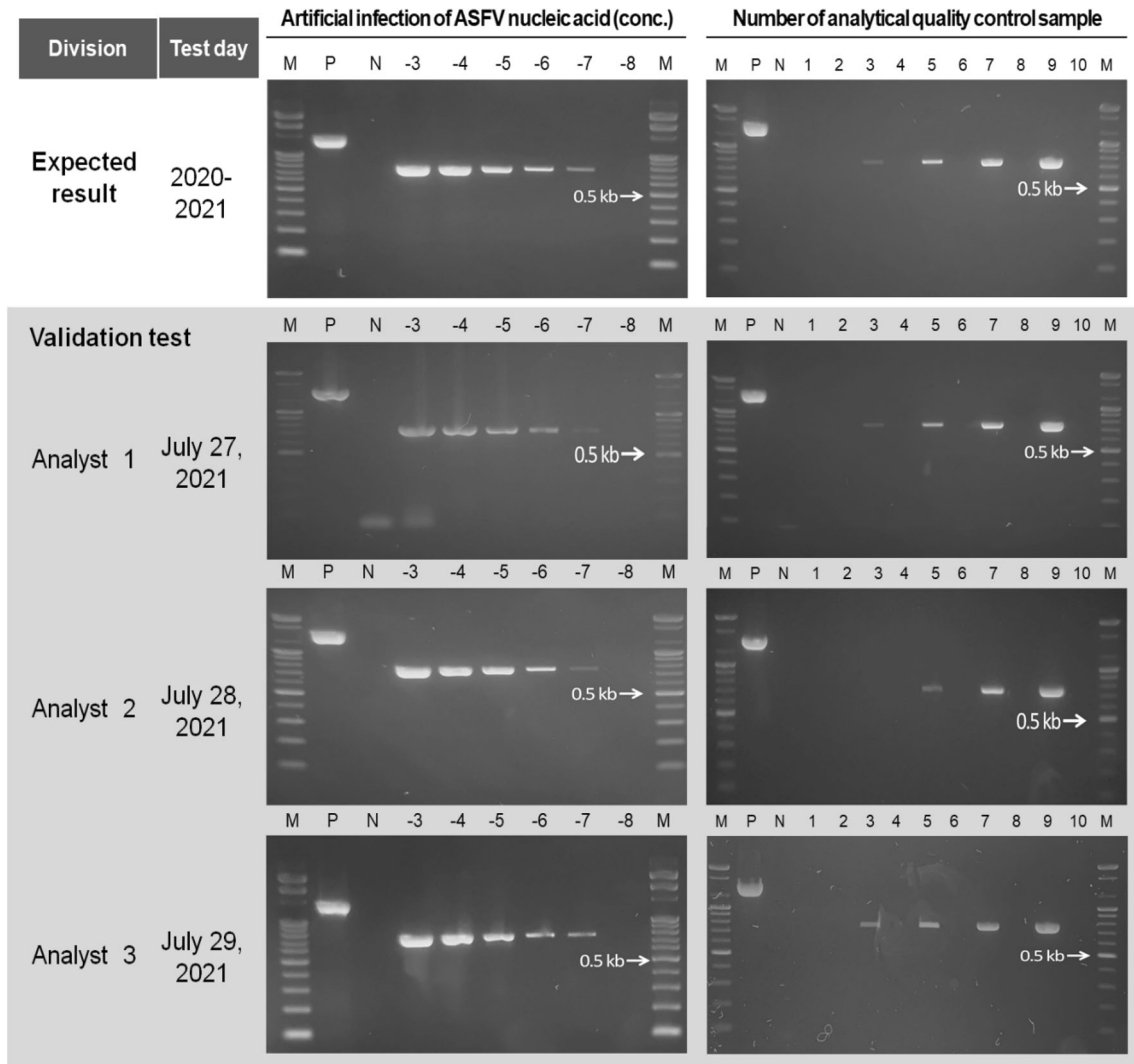 Division Test day
Artificial infection of ASFV nucleic acid (conc.)
Number of analytical quality control sample
M P N -3 -4 -5 -6 -7 -8 M
M P N 1 2 3 4 5 6 7 8 9 10 M
Expected
result
2020-
2021
0.5 kb→
0.5 kb→
Validation test
M P N -3 -4 -5 -6 -7 -8 M
M P N 1 2 3 4 5 6 7 8 9 10 M
Analyst 1
July 27,
2021
0.5 kb→
0.5 kb→
M P N -3 -4 -5 -6 -7 -8 M
M P N 1 2 3 4 5 6 7 8 9 10 M
Analyst 2
July 28,
2021
0.5 kb→
0.5 kb→
M P N -3 -4 -5 -6 -7 -8 M
M P N 1 2 3 4 5 6 7 8 9 10 M
Analyst 3
July 29,
2021
0.5 kb→
0.5 kb→